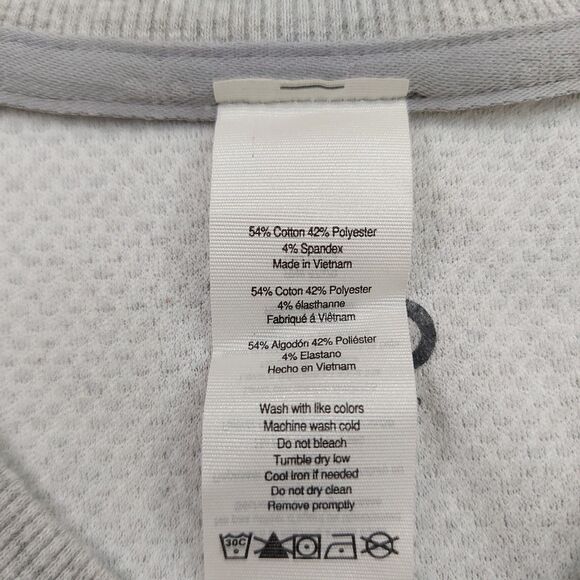 54% Cotton 42% Polyester
4% Spandex
Made in Vietnam
54% Coton 42% Polyester
4% élasthanne
Fabriqué á Viêtnam
54% Algodón 42% Poliéster
4% Elastano
Hecho en Vietnam
Wash with like colors
Machine wash cold
Do not bleach
Tumble dry low
Cool iron if needed
Do not dry clean
Remove promptly
30C